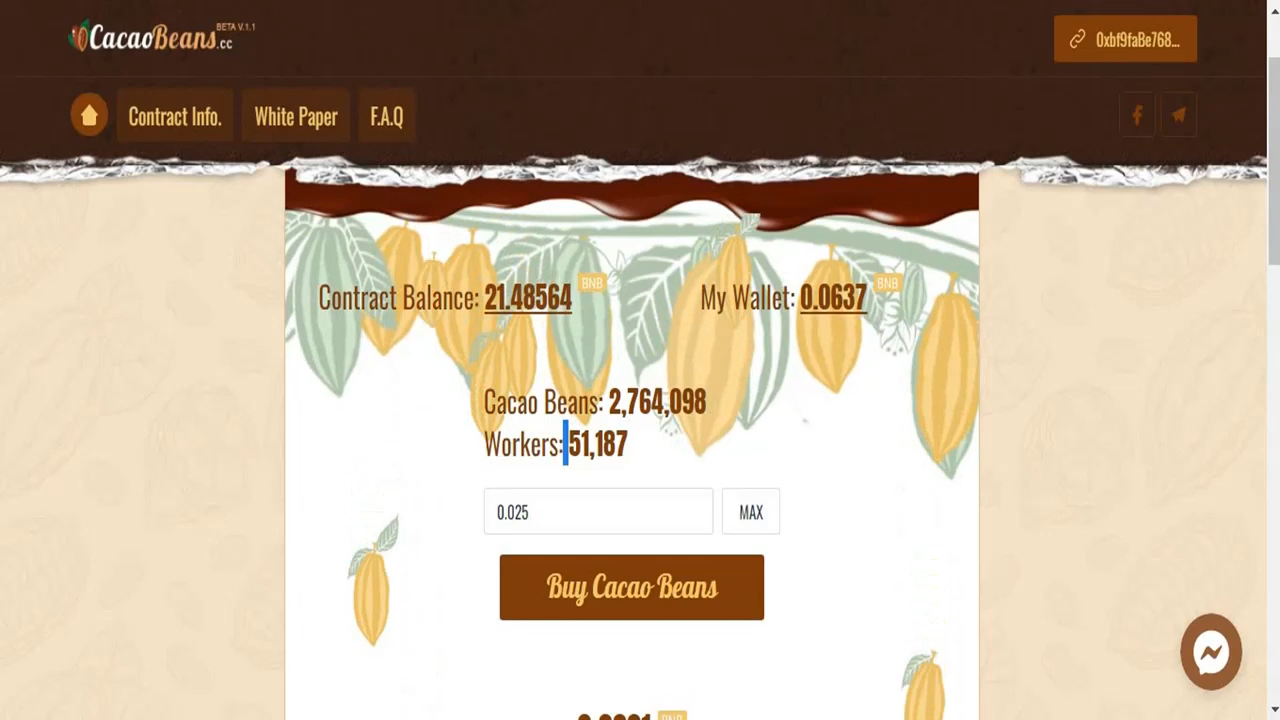 CacaoBeans.cc BETA V.1.1
0xbf9faBe768...
Contract Info. White Paper F.A.Q
Contract Balance: 21.48564 BNB My Wallet: 0.0637 BNB
Cacao Beans: 2,764,098
Workers: 51,187
0.025 MAX
Buy Cacao Beans
BNB